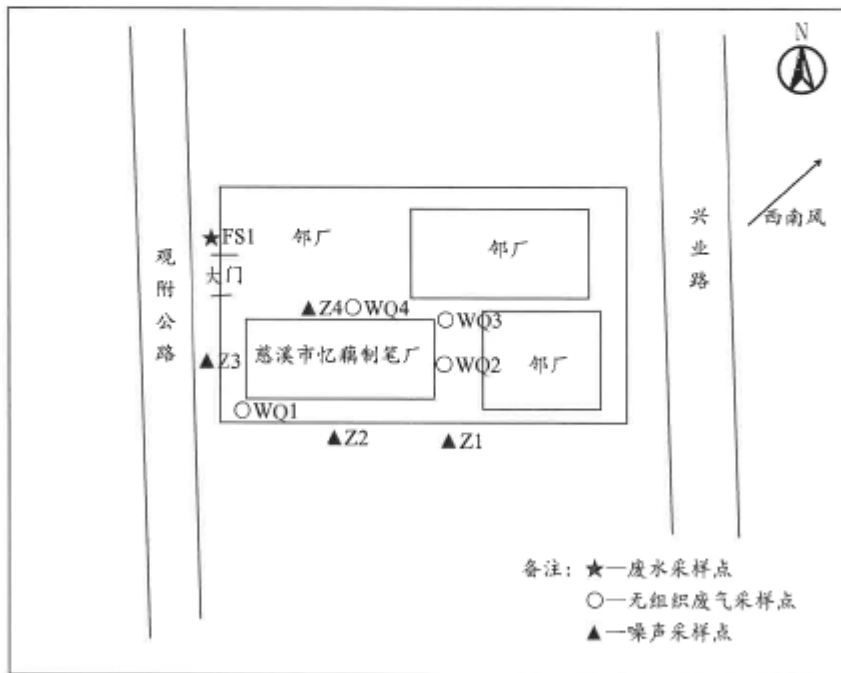 N
西南风
兴业路
观附公路
★FS1
邻厂
邻厂
大门
▲Z4○WQ4
○WQ3
▲Z3
慈溪市忆藕制笔厂
○WQ2
邻厂
○WQ1
▲Z2
▲Z1
备注：★—废水采样点
○—无组织废气采样点
▲—噪声采样点